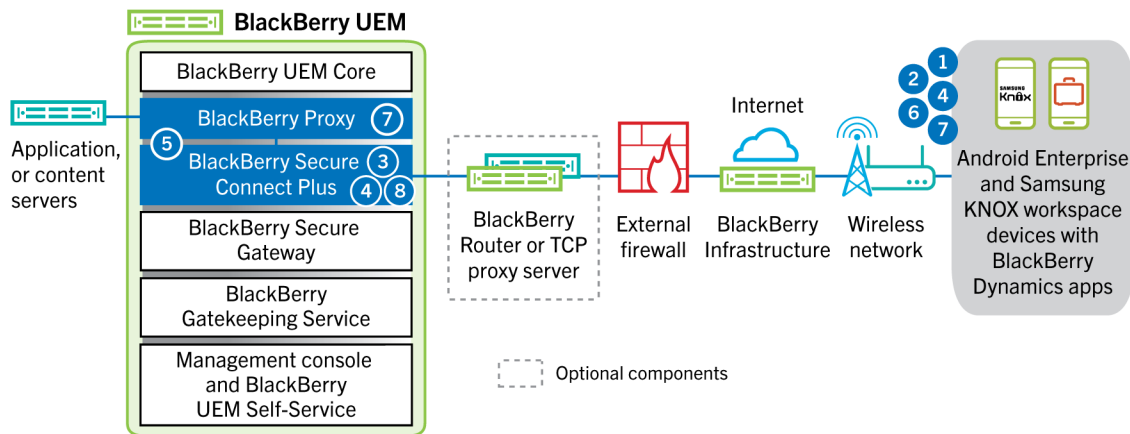 BlackBerry UEM
BlackBerry UEM Core
BlackBerry Proxy
7
5
BlackBerry Secure
Connect Plus
3
4
8
BlackBerry Secure
Gateway
BlackBerry
Gatekeeping Service
Management console
and BlackBerry
UEM Self-Service
Application,
or content
servers
BlackBerry
Router or TCP
proxy server
External
firewall
Internet
BlackBerry
Infrastructure
Wireless
network
1
2
4
6
7
SAMSUNG
Knox
Android Enterprise
and Samsung
KNOX workspace
devices with
BlackBerry
Dynamics apps
Optional components